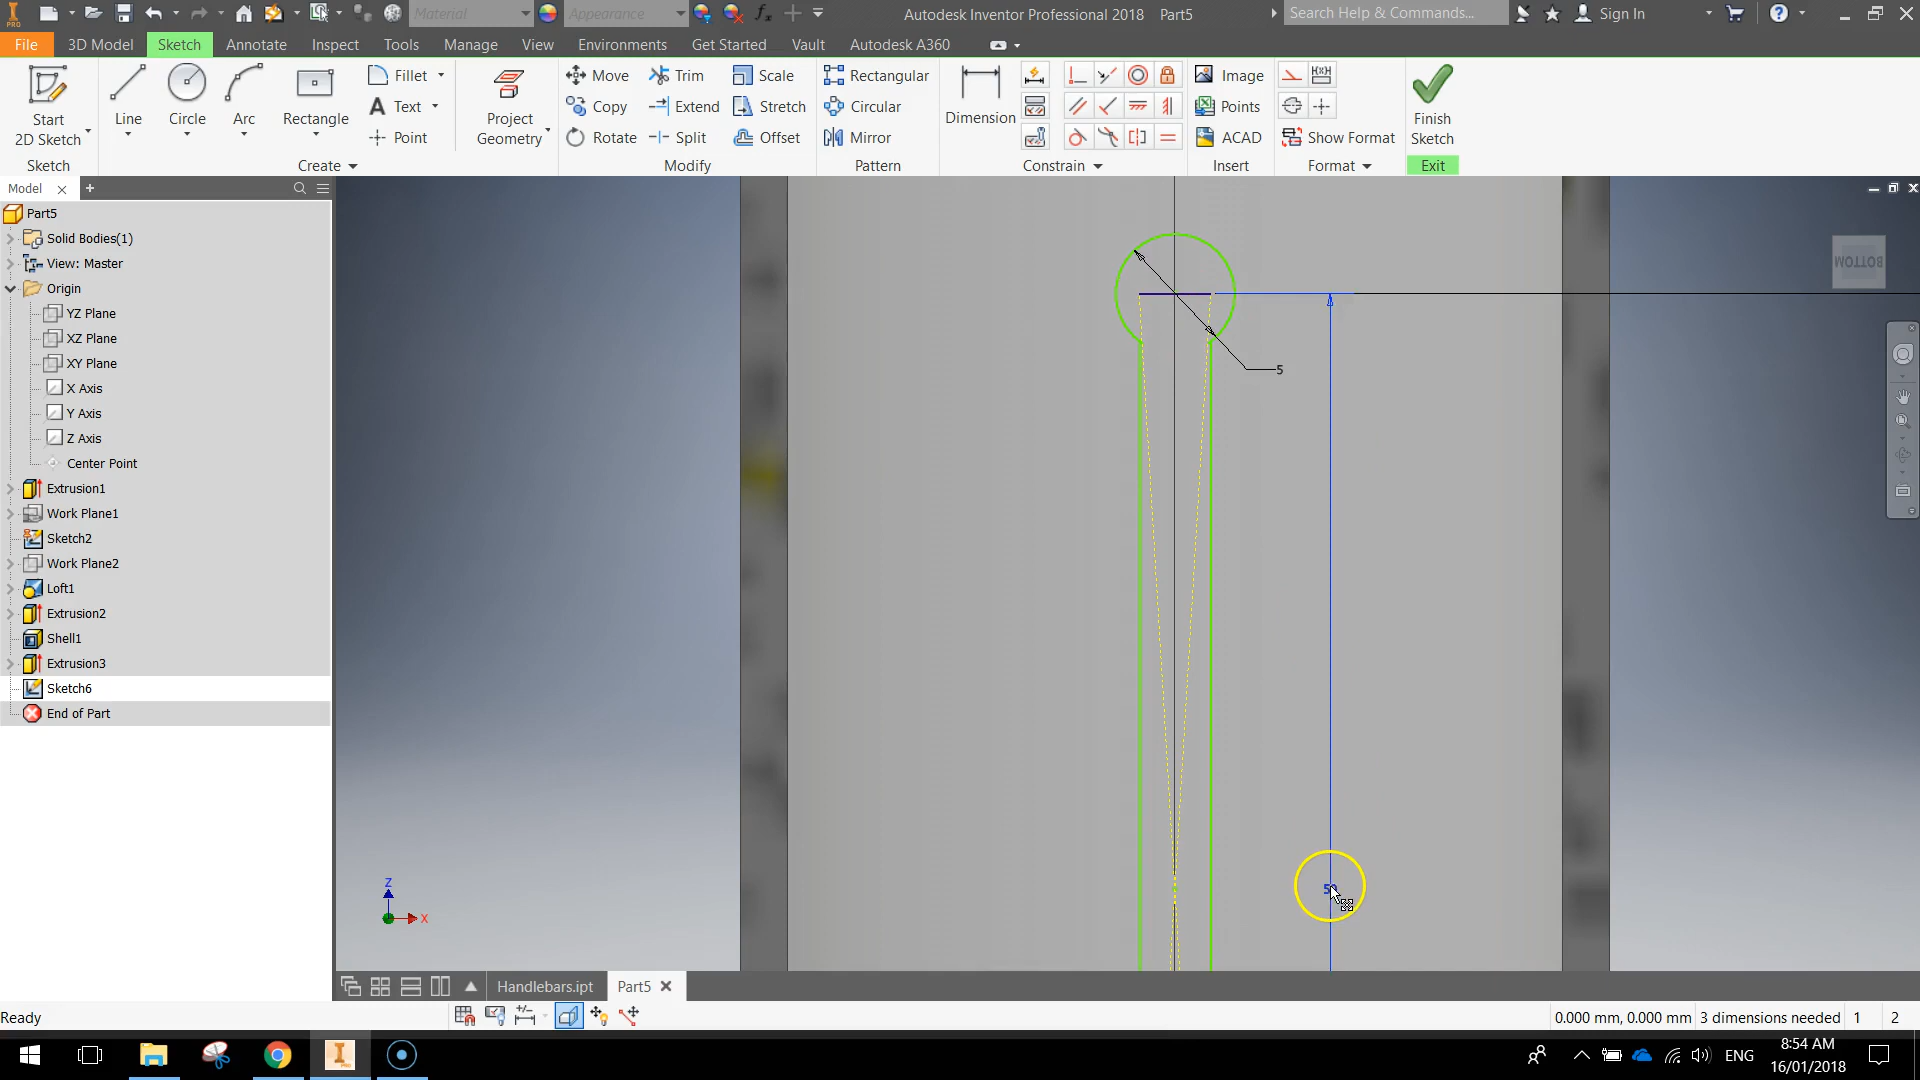 PRO
Material
Appearance
Autodesk Inventor Professional 2018 Part5
Search Help & Commands...
Sign In
File
3D Model
Sketch
Annotate
Inspect
Tools
Manage
View
Environments
Get Started
Vault
Autodesk A360
Start
2D Sketch
Line
Circle
Arc
Rectangle
Fillet
Text
Point
Project
Geometry
Move
Copy
Rotate
Trim
Extend
Split
Scale
Stretch
Offset
Rectangular
Circular
Mirror
Dimension
Image
Points
ACAD
Show Format
Finish
Sketch
Sketch
Create
Modify
Pattern
Constrain
Insert
Format
Exit
Model
Part5
Solid Bodies(1)
View: Master
Origin
YZ Plane
XZ Plane
XY Plane
X Axis
Y Axis
Z Axis
Center Point
Extrusion1
Work Plane1
Sketch2
Work Plane2
Loft1
Extrusion2
Shell1
Extrusion3
Sketch6
End of Part
BOTTOM
5
Z
X
Handlebars.ipt
Part5
Ready
0.000 mm, 0.000 mm
3 dimensions needed
1
2
ENG
8:54 AM
16/01/2018